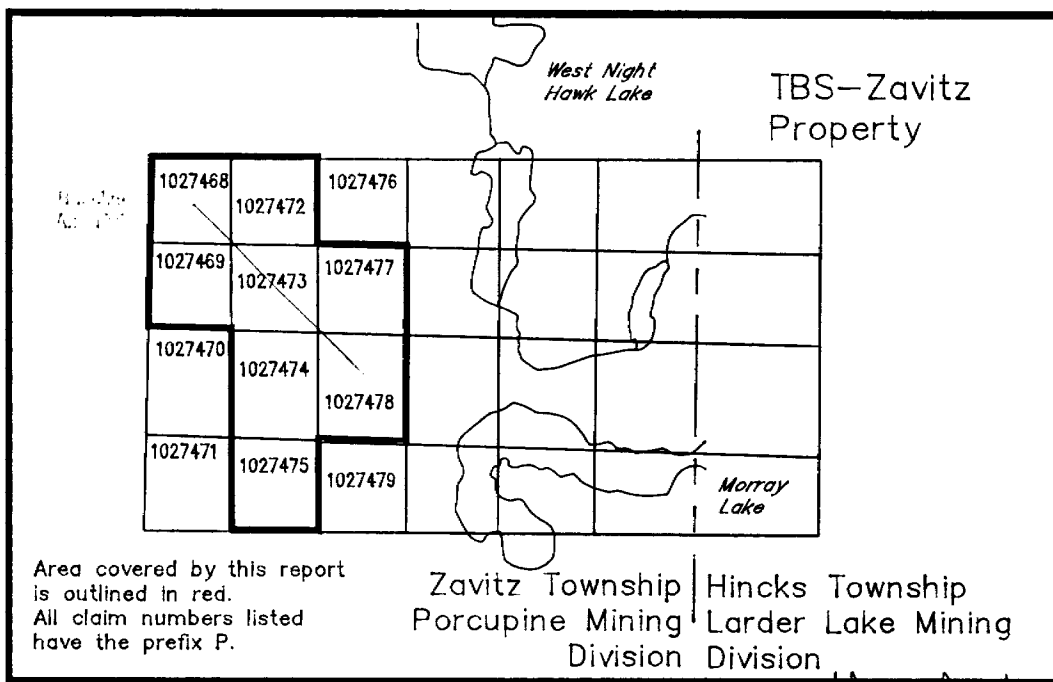 West Night
Hawk Lake
TBS-Zavitz
Property
1027468
1027472
1027476
1027469
1027473
1027477
1027470
1027474
1027478
1027471
1027475
1027479
Morray
Lake
Area covered by this report
is outlined in red.
All claim numbers listed
have the prefix P.
Zavitz Township
Porcupine Mining
Division
Hincks Township
Larder Lake Mining
Division